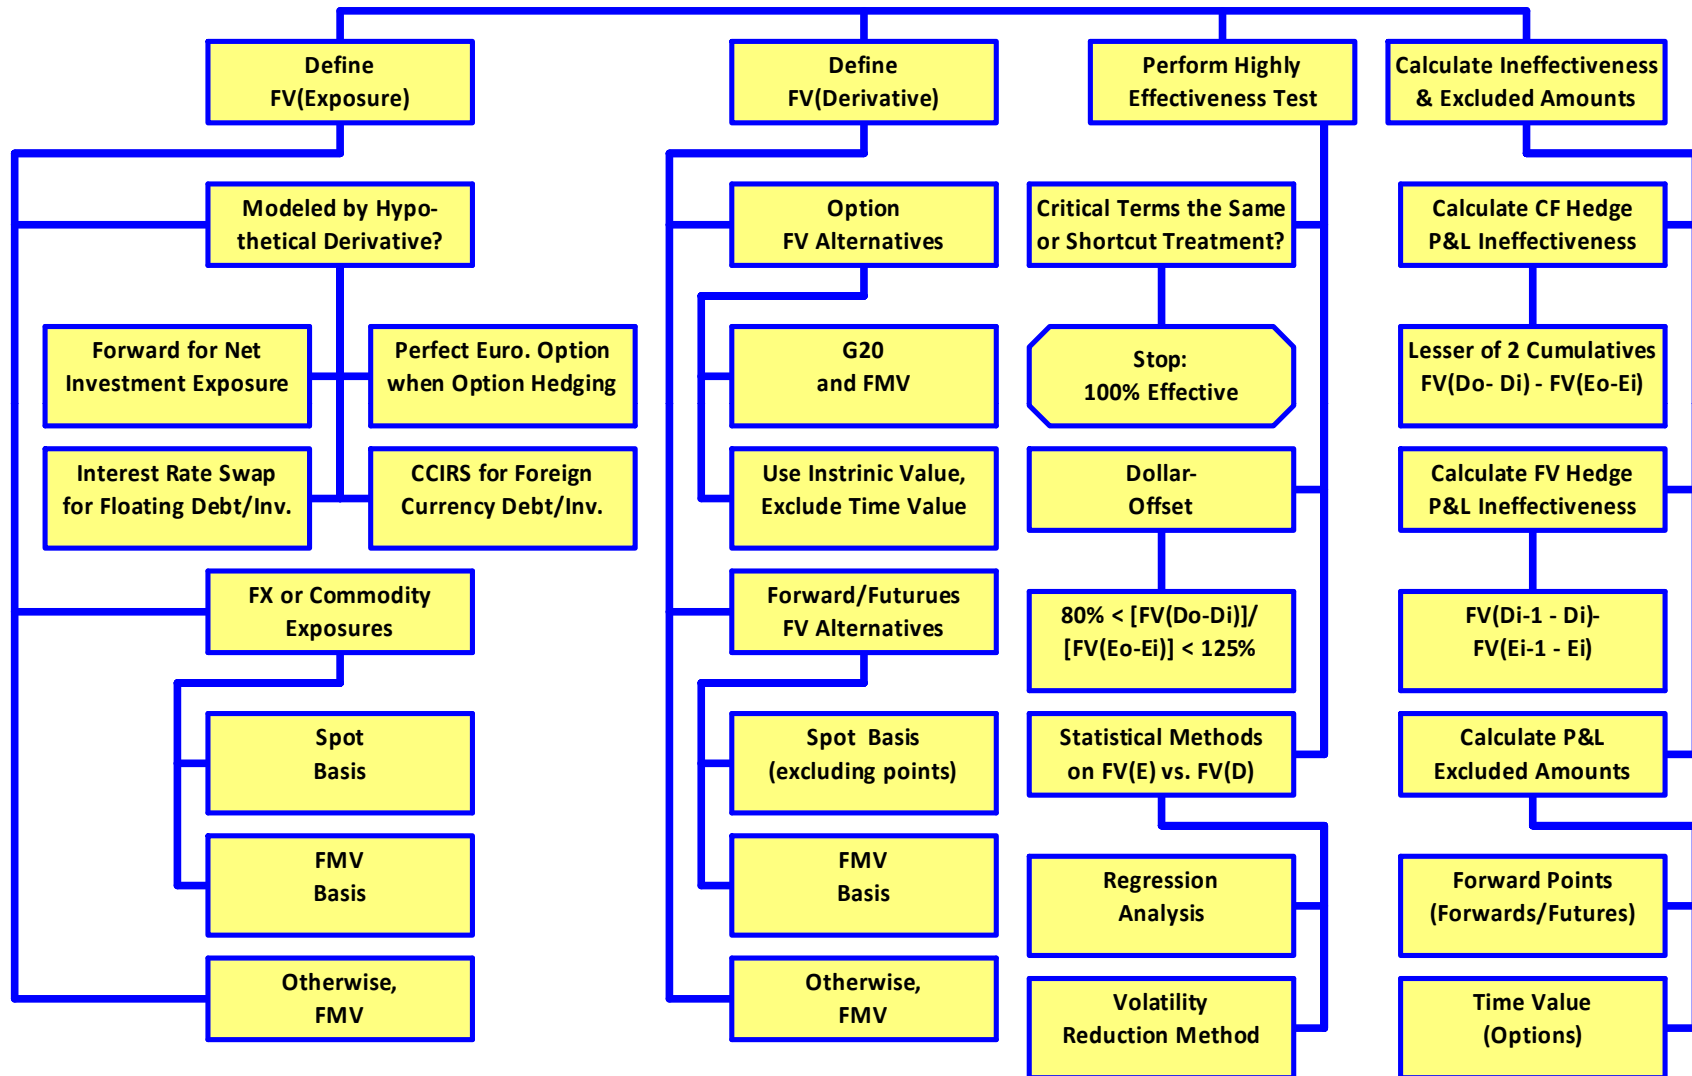 Define
FV(Exposure)
Modeled by Hypo-
thetical Derivative?
Forward for Net
Investment Exposure
Perfect Euro. Option
when Option Hedging
Interest Rate Swap
for Floating Debt/Inv.
CCIRS for Foreign
Currency Debt/Inv.
FX or Commodity
Exposures
Spot
Basis
FMV
Basis
Otherwise,
FMV
Define
FV(Derivative)
Option
FV Alternatives
G20
and FMV
Use Instrinic Value,
Exclude Time Value
Forward/Futurues
FV Alternatives
Spot Basis
(excluding points)
FMV
Basis
Otherwise,
FMV
Perform Highly
Effectiveness Test
Critical Terms the Same
or Shortcut Treatment?
Stop:
100% Effective
Dollar-
Offset
80% < [FV(Do-Di)]/
[FV(Eo-Ei)] < 125%
Statistical Methods
on FV(E) vs. FV(D)
Regression
Analysis
Volatility
Reduction Method
Calculate Ineffectiveness
& Excluded Amounts
Calculate CF Hedge
P&L Ineffectiveness
Lesser of 2 Cumulatives
FV(Do- Di) - FV(Eo-Ei)
Calculate FV Hedge
P&L Ineffectiveness
FV(Di-1 - Di)-
FV(Ei-1 - Ei)
Calculate P&L
Excluded Amounts
Forward Points
(Forwards/Futures)
Time Value
(Options)